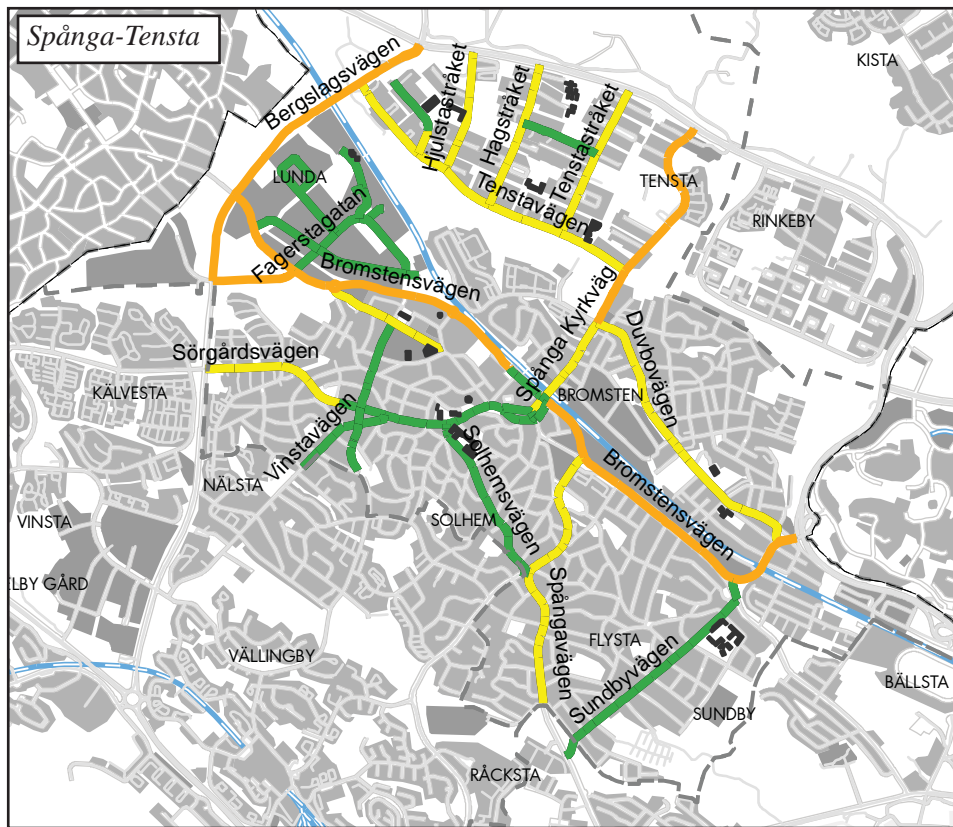 Spånga-Tensta
KISTA
Bergslagsvägen
Hjulstastråket
Hagstråket
Tenstastråket
LUNDA
TENSTA
Tenstavägen
RINKEBY
Fagerstagatan
Bromstensvägen
Spånga Kyrkväg
Duvbovägen
Sörgårdsvägen
KÄLVESTA
BROMSTEN
Vinstavägen
NÄLSTA
Solhemsvägen
Bromstensvägen
VINSTA
SOLHEM
ELBY GÅRD
Spångavägen
FLYSTA
VÄLLINGBY
Sundbyvägen
BÄLLSTA
SUNDBY
RÅCKSTA